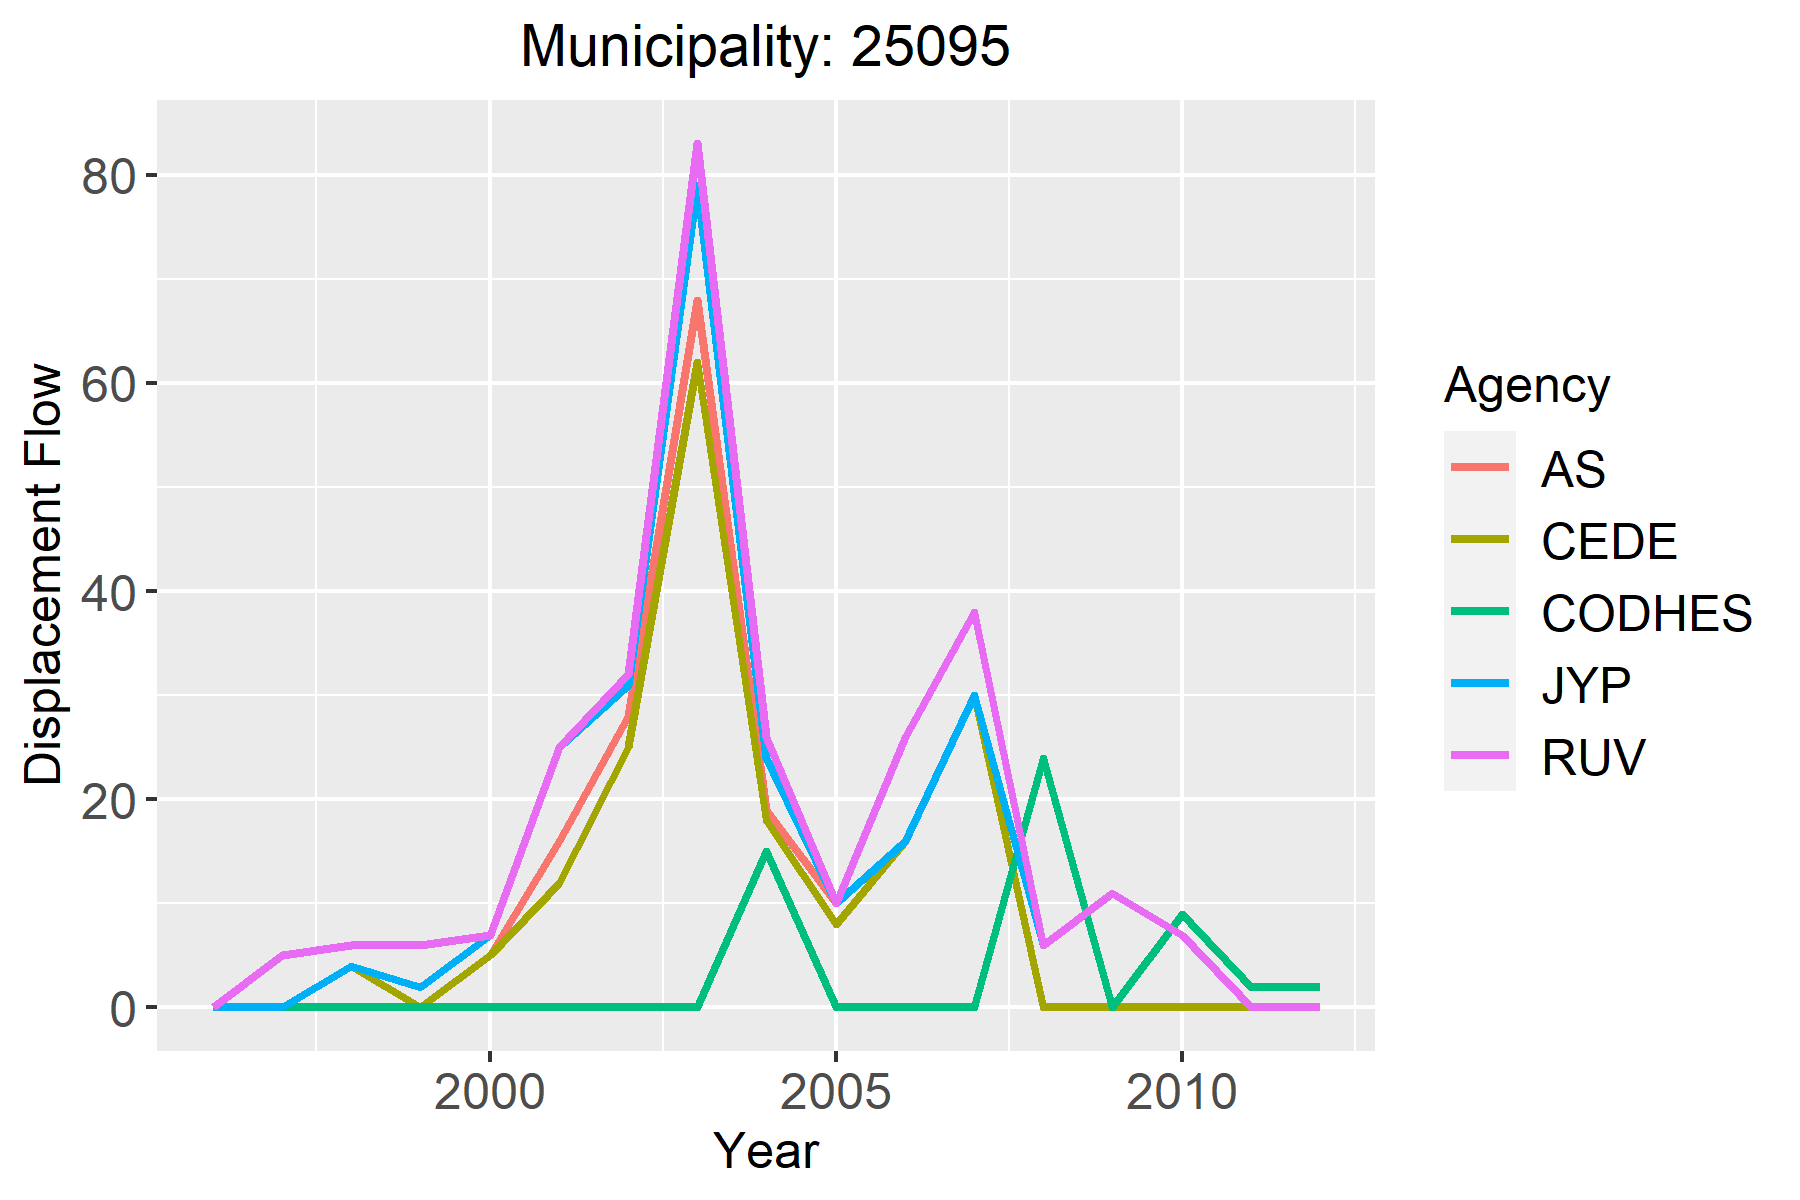 Municipality: 25095
Displacement Flow
80
60
40
20
0
2000 2005 2010
Year
Agency
AS
CEDE
CODHES
JYP
RUV